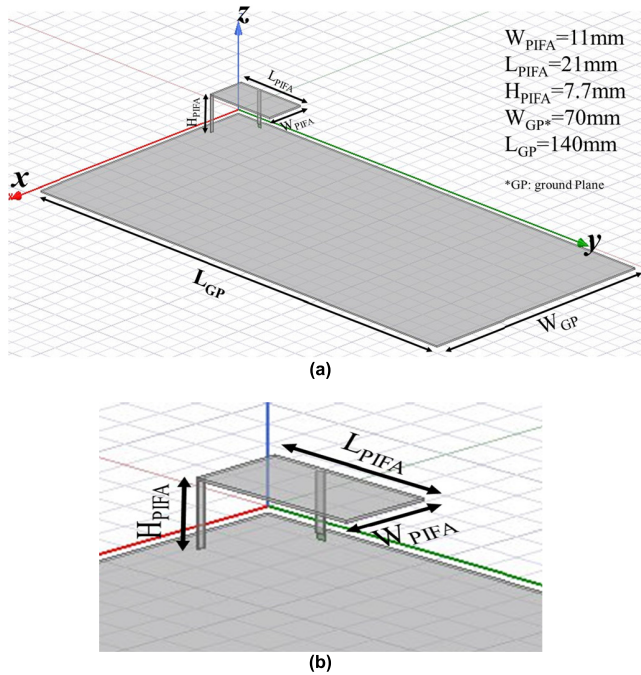 z
W_PIFA=11mm
L_PIFA=21mm
H_PIFA=7.7mm
W_GP*=70mm
L_GP=140mm
*GP: ground Plane
L_PIFA
H_PIFA
W_PIFA
x
y
L_GP
W_GP
(a)
L_PIFA
H_PIFA
W_PIFA
(b)